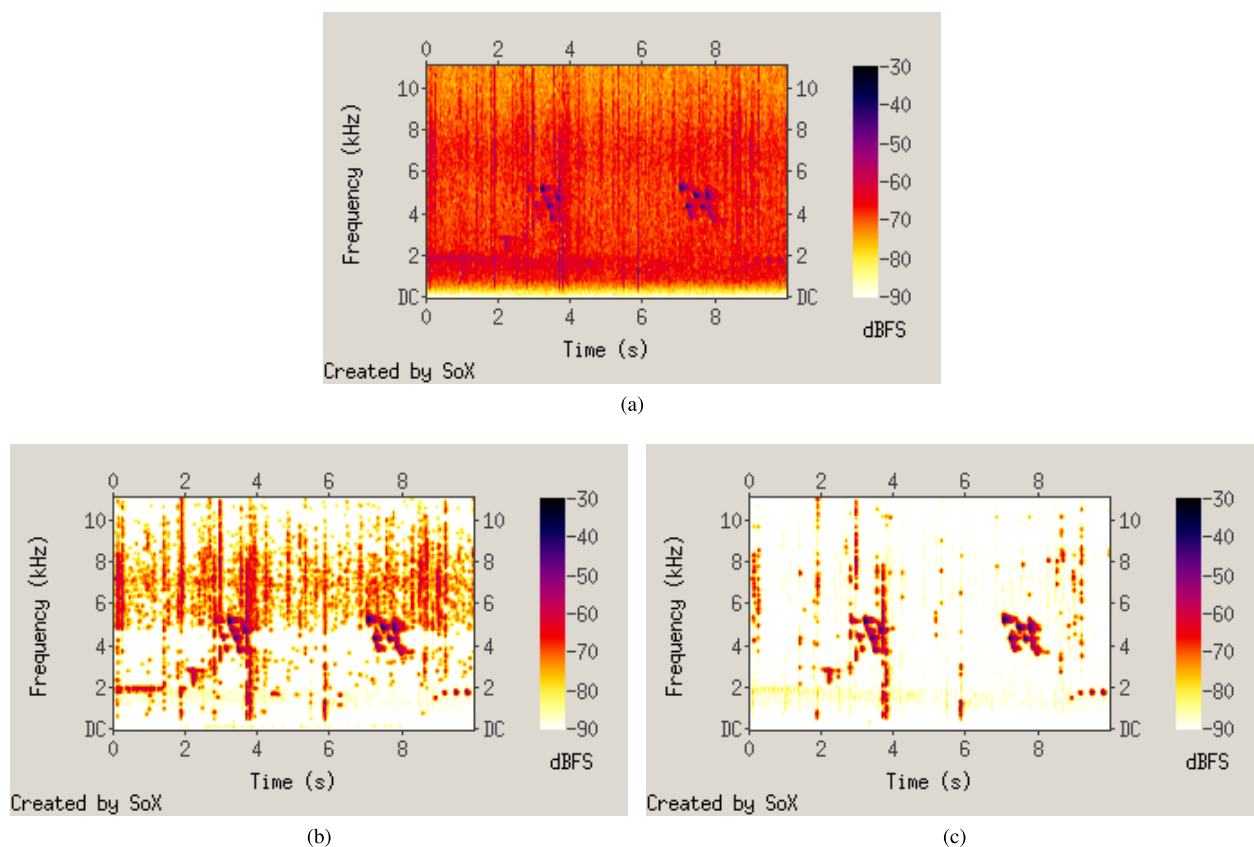 0 2 4 6 8
10 10 -30
8 8 -40
6 6 -50
4 4 -60
2 2 -70
DC DC -80
-90
Frequency (kHz)
0 2 4 6 8
Time (s)
dBFS
Created by SoX
(a)
0 2 4 6 8
10 10 -30
8 8 -40
6 6 -50
4 4 -60
2 2 -70
DC DC -80
-90
Frequency (kHz)
0 2 4 6 8
Time (s)
dBFS
Created by SoX
(b)
0 2 4 6 8
10 10 -30
8 8 -40
6 6 -50
4 4 -60
2 2 -70
DC DC -80
-90
Frequency (kHz)
0 2 4 6 8
Time (s)
dBFS
Created by SoX
(c)